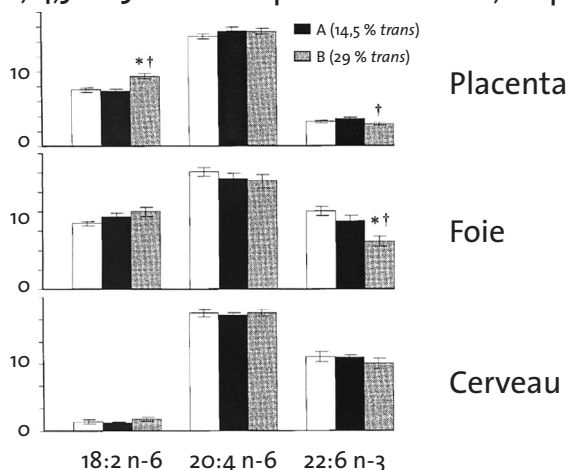 A (14,5 % trans)
B (29 % trans)
10
* †
†
Placenta
0
10
* †
Foie
0
10
Cerveau
0
18:2 n-6 20:4 n-6 22:6 n-3